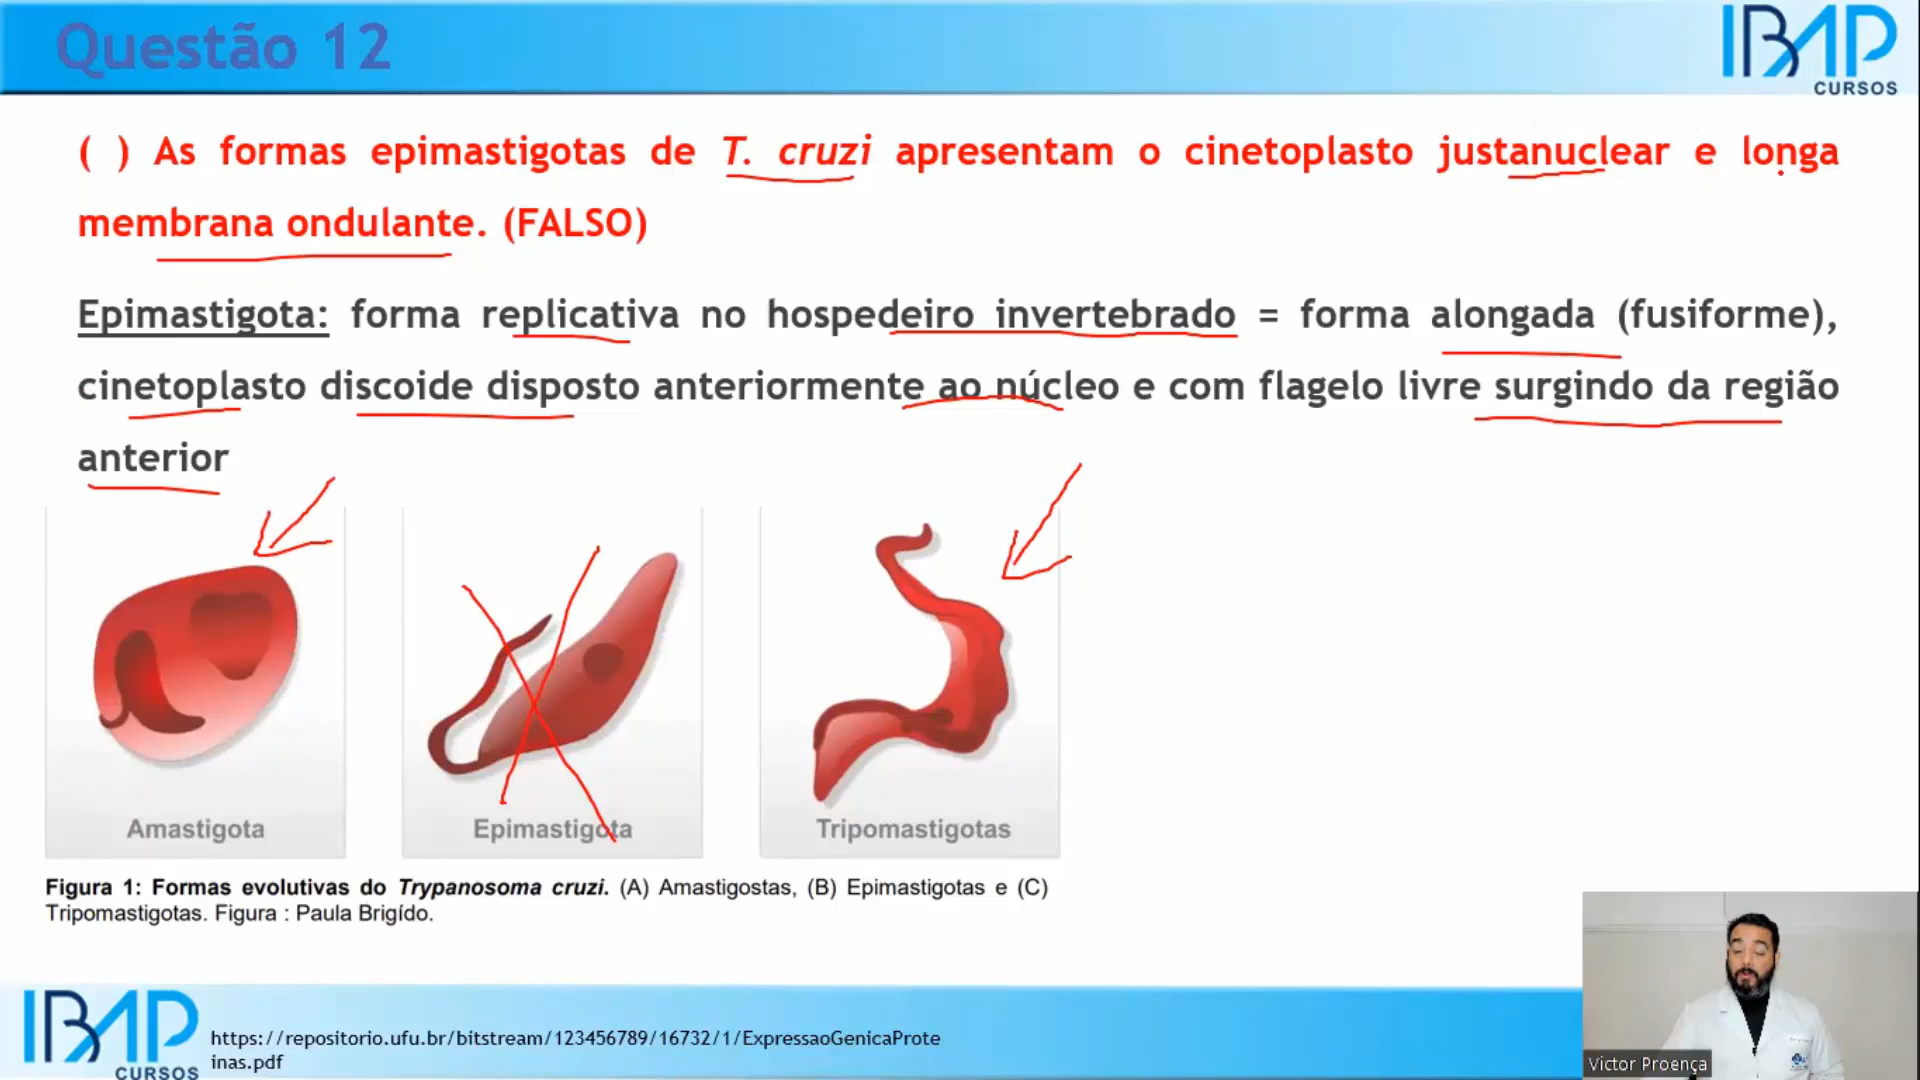 Questão 12
IBAP
CURSOS
( ) As formas epimastigotas de T. cruzi apresentam o cinetoplasto justanuclear e longa
membrana ondulante. (FALSO)
Epimastigota: forma replicativa no hospedeiro invertebrado = forma alongada (fusiforme),
cinetoplasto discoide disposto anteriormente ao núcleo e com flagelo livre surgindo da região
anterior
Amastigota
Epimastigota
Tripomastigotas
Figura 1: Formas evolutivas do Trypanosoma cruzi. (A) Amastigostas, (B) Epimastigotas e (C)
Tripomastigotas. Figura : Paula Brigído.
IBAP
CURSOS
https://repositorio.ufu.br/bitstream/123456789/16732/1/ExpressaoGenicaProte
inas.pdf
Victor Proença